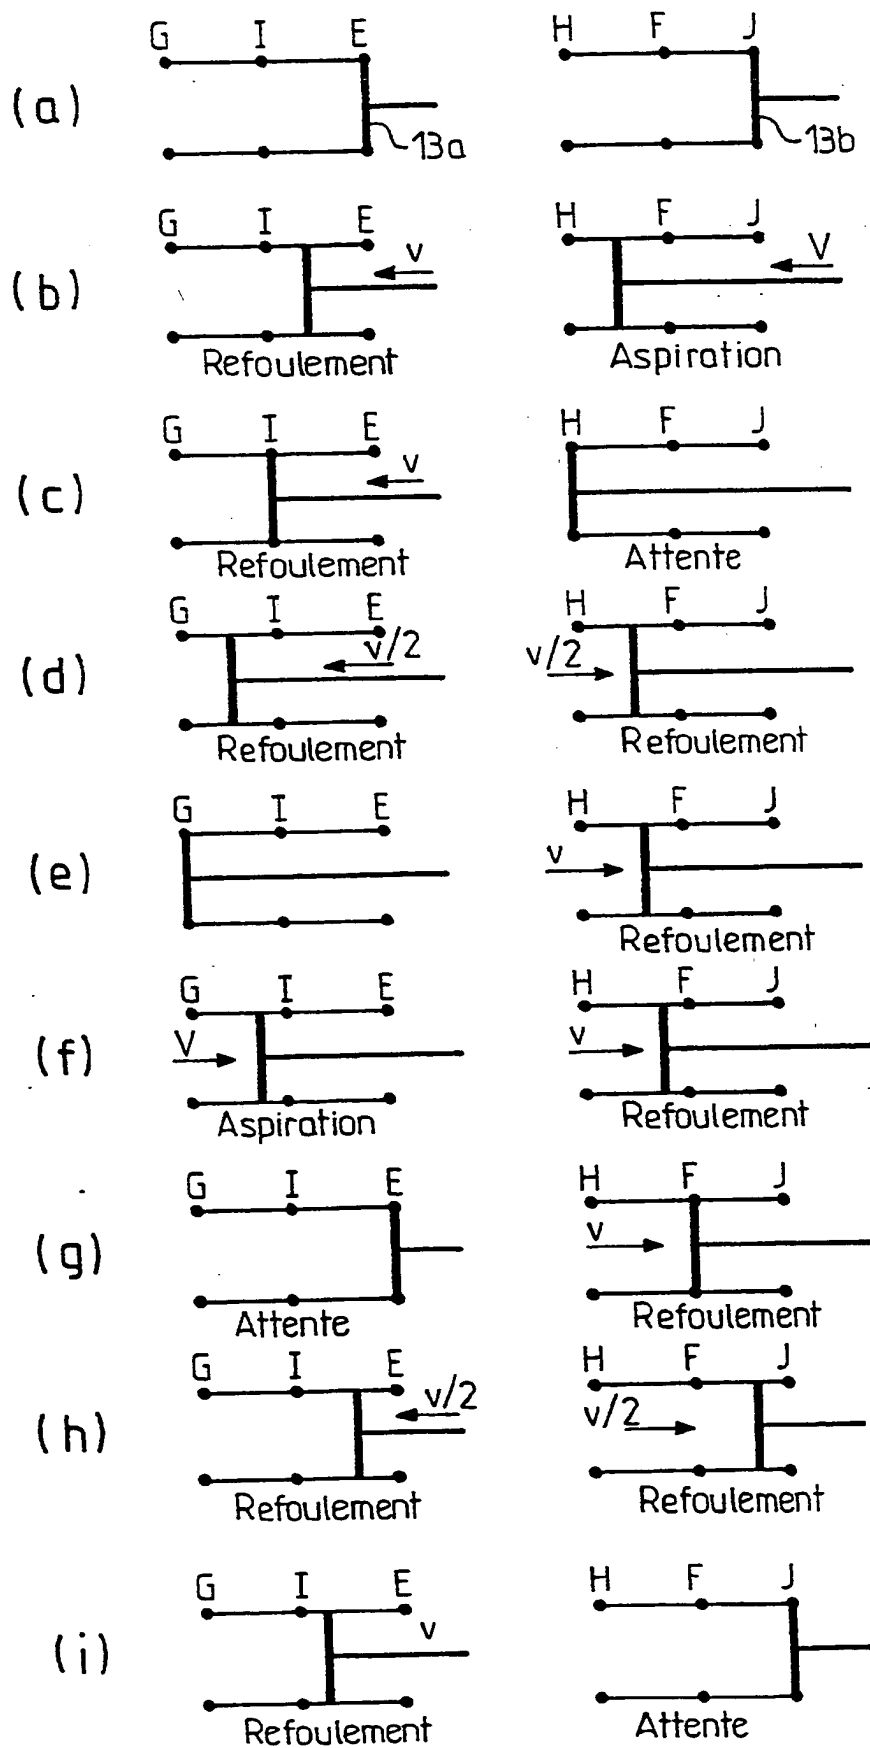 G I E H F J
(a)
13a 13b
G I E H F J
(b) v V
Refoulement Aspiration
G I E H F J
(c) v
Refoulement Attente
G I E H F J
(d) v/2 v/2
Refoulement Refoulement
G I E H F J
(e) v
Refoulement
G I E H F J
(f) V v
Aspiration Refoulement
G I E H F J
(g) v
Attente Refoulement
G I E H F J
(h) v/2 v/2
Refoulement Refoulement
G I E H F J
(i) v
Refoulement Attente